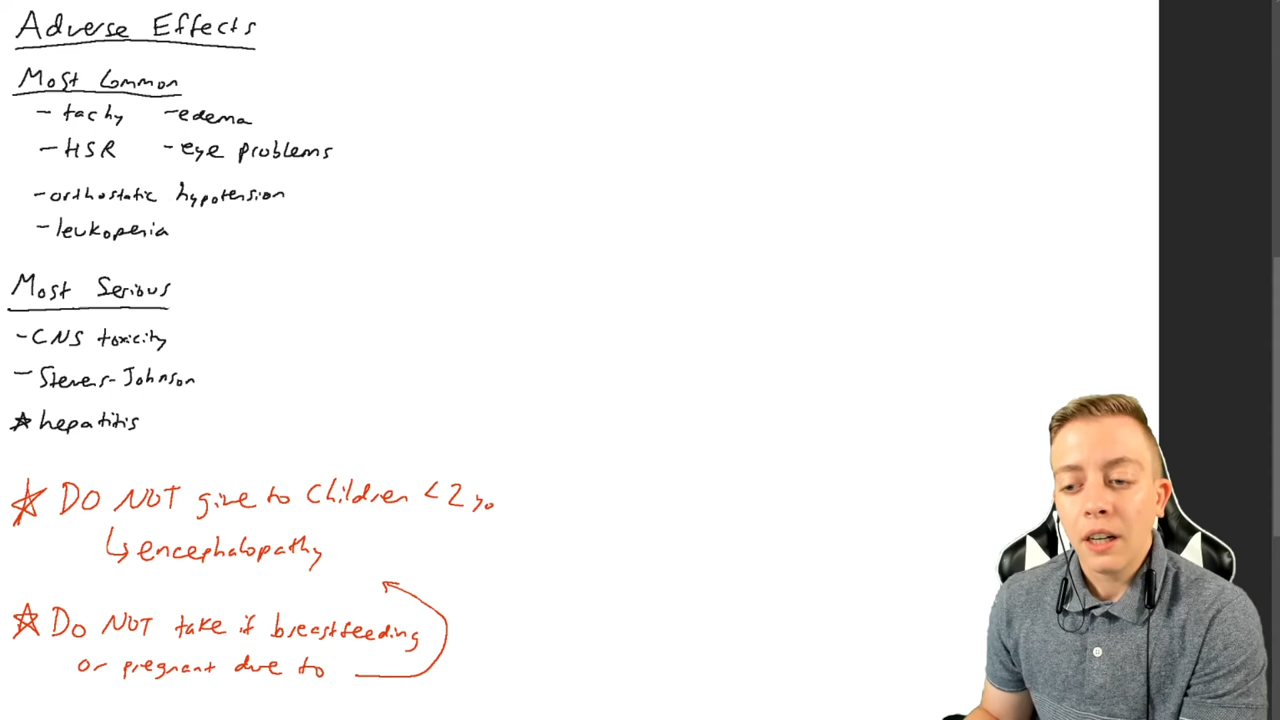 Adverse Effects
Most Common
- tachy - edema
- HSR - eye problems
- orthostatic hypotension
- leukopenia
Most Serious
- CNS toxicity
- Stevens-Johnson
☆ hepatitis
☆ DO NOT give to Children < 2 yo
↳ encephalopathy
☆ Do NOT take if breastfeeding
or pregnant due to